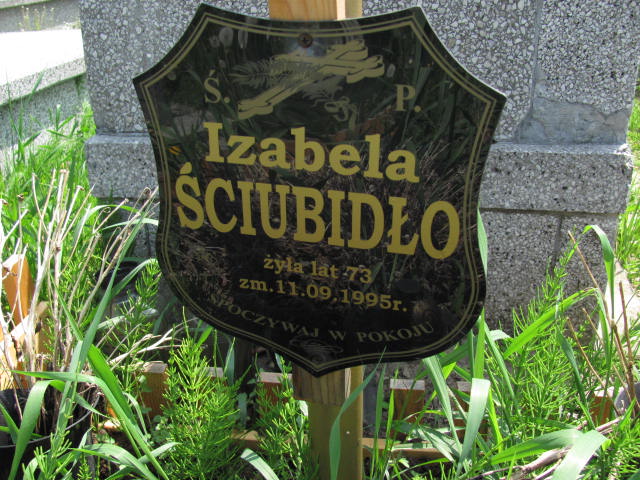 Ś. P.
Izabela
ŚCIUBIDŁO
żyła lat 73
zm.11.09.1995r.
SPOCZYWAJ W POKOJU